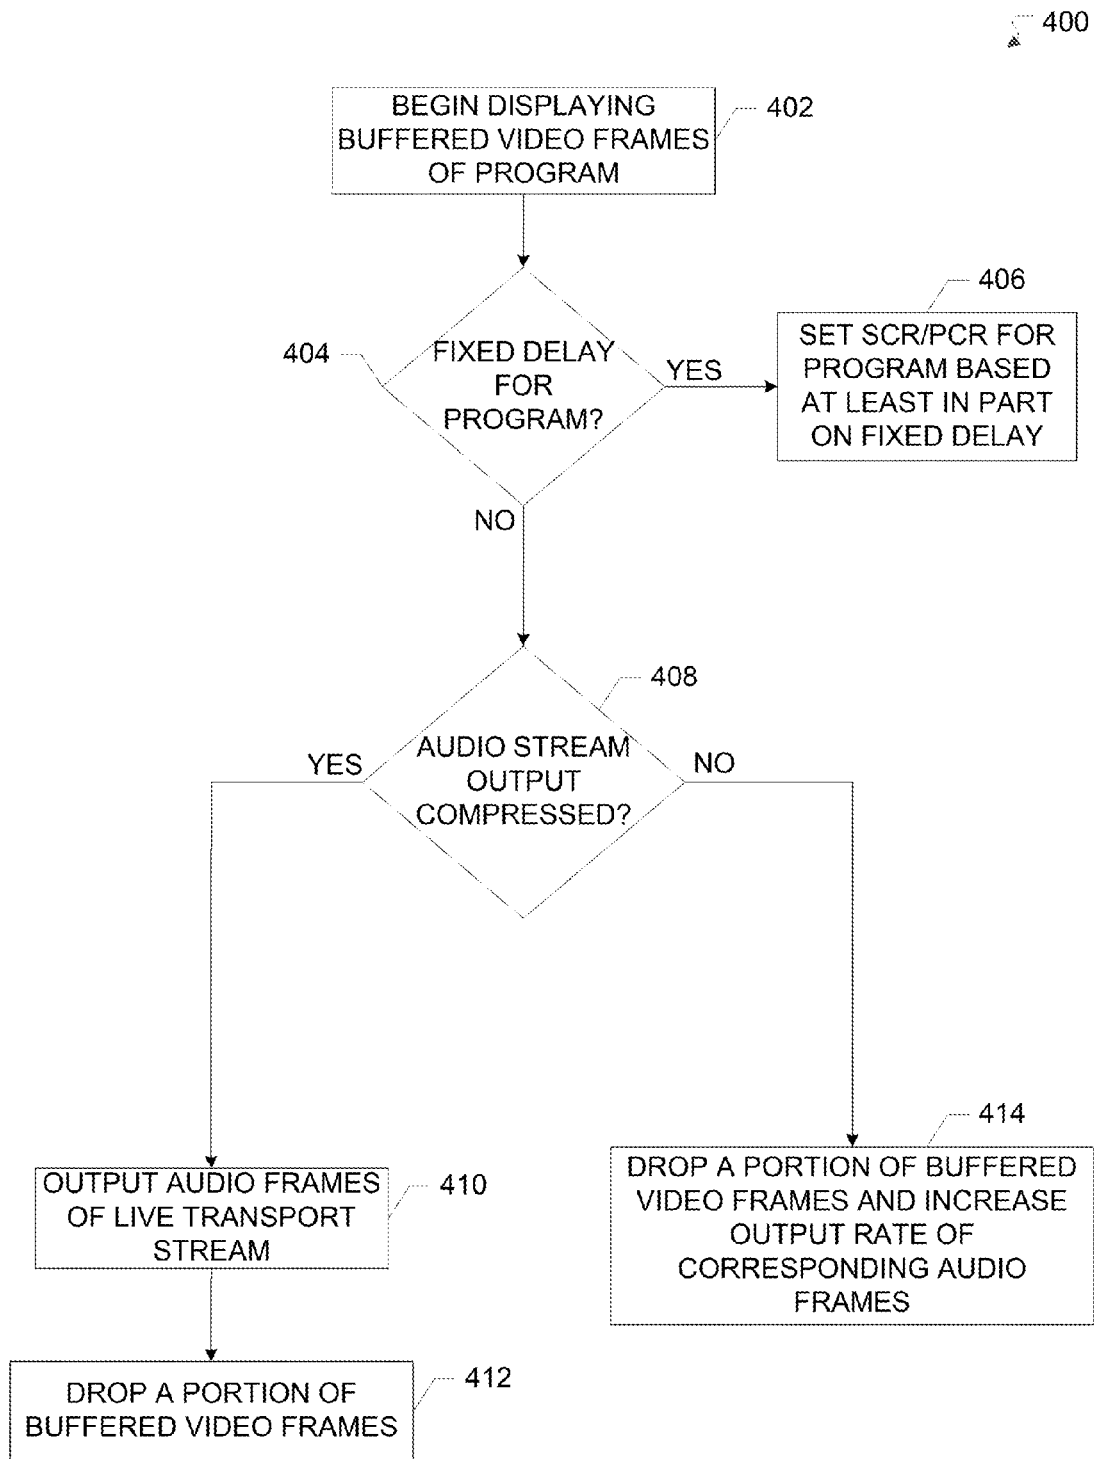 400
BEGIN DISPLAYING
BUFFERED VIDEO FRAMES
OF PROGRAM
402
404
FIXED DELAY
FOR
PROGRAM?
YES
406
SET SCR/PCR FOR
PROGRAM BASED
AT LEAST IN PART
ON FIXED DELAY
NO
408
AUDIO STREAM
OUTPUT
COMPRESSED?
YES
NO
OUTPUT AUDIO FRAMES
OF LIVE TRANSPORT
STREAM
410
414
DROP A PORTION OF BUFFERED
VIDEO FRAMES AND INCREASE
OUTPUT RATE OF
CORRESPONDING AUDIO
FRAMES
DROP A PORTION OF
BUFFERED VIDEO FRAMES
412